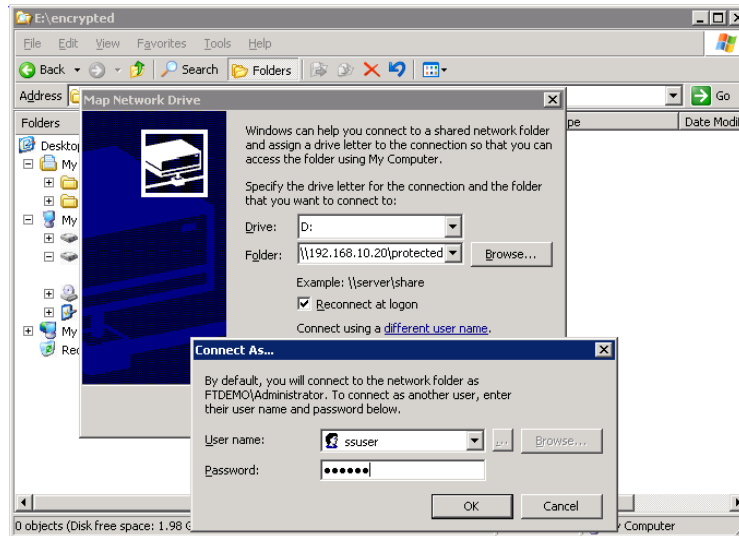 E:\encrypted
File Edit View Favorites Tools Help
Back Search Folders
Address Go
Map Network Drive
Folders
Date Modi
Desktop
My
My
My
Windows can help you connect to a shared network folder
and assign a drive letter to the connection so that you can
access the folder using My Computer.
Specify the drive letter for the connection and the folder
that you want to connect to:
Drive: D:
Folder: \\192.168.10.20\protected Browse...
Example: \\server\share
Reconnect at logon
Connect using a different user name.
Connect As...
By default, you will connect to the network folder as
FTDEMO\Administrator. To connect as another user, enter
their user name and password below.
User name: ssuser ... Browse...
Password: ●●●●●●
OK Cancel
0 objects (Disk free space: 1.98 G
Computer